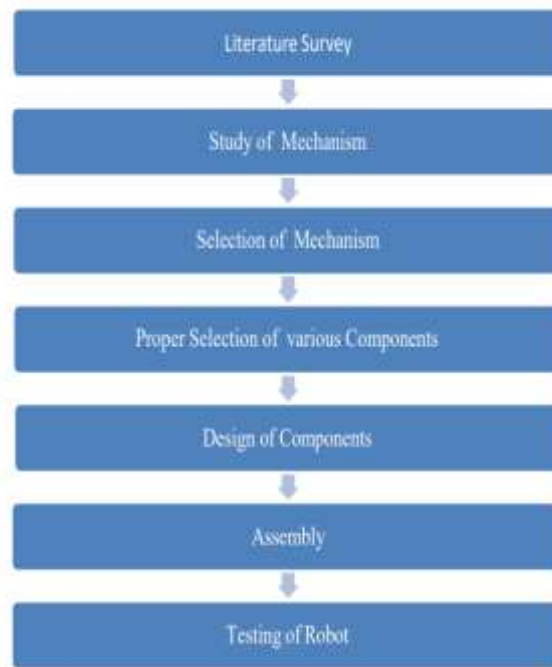 Literature Survey
Study of Mechanism
Selection of Mechanism
Proper Selection of various Components
Design of Components
Assembly
Testing of Robot